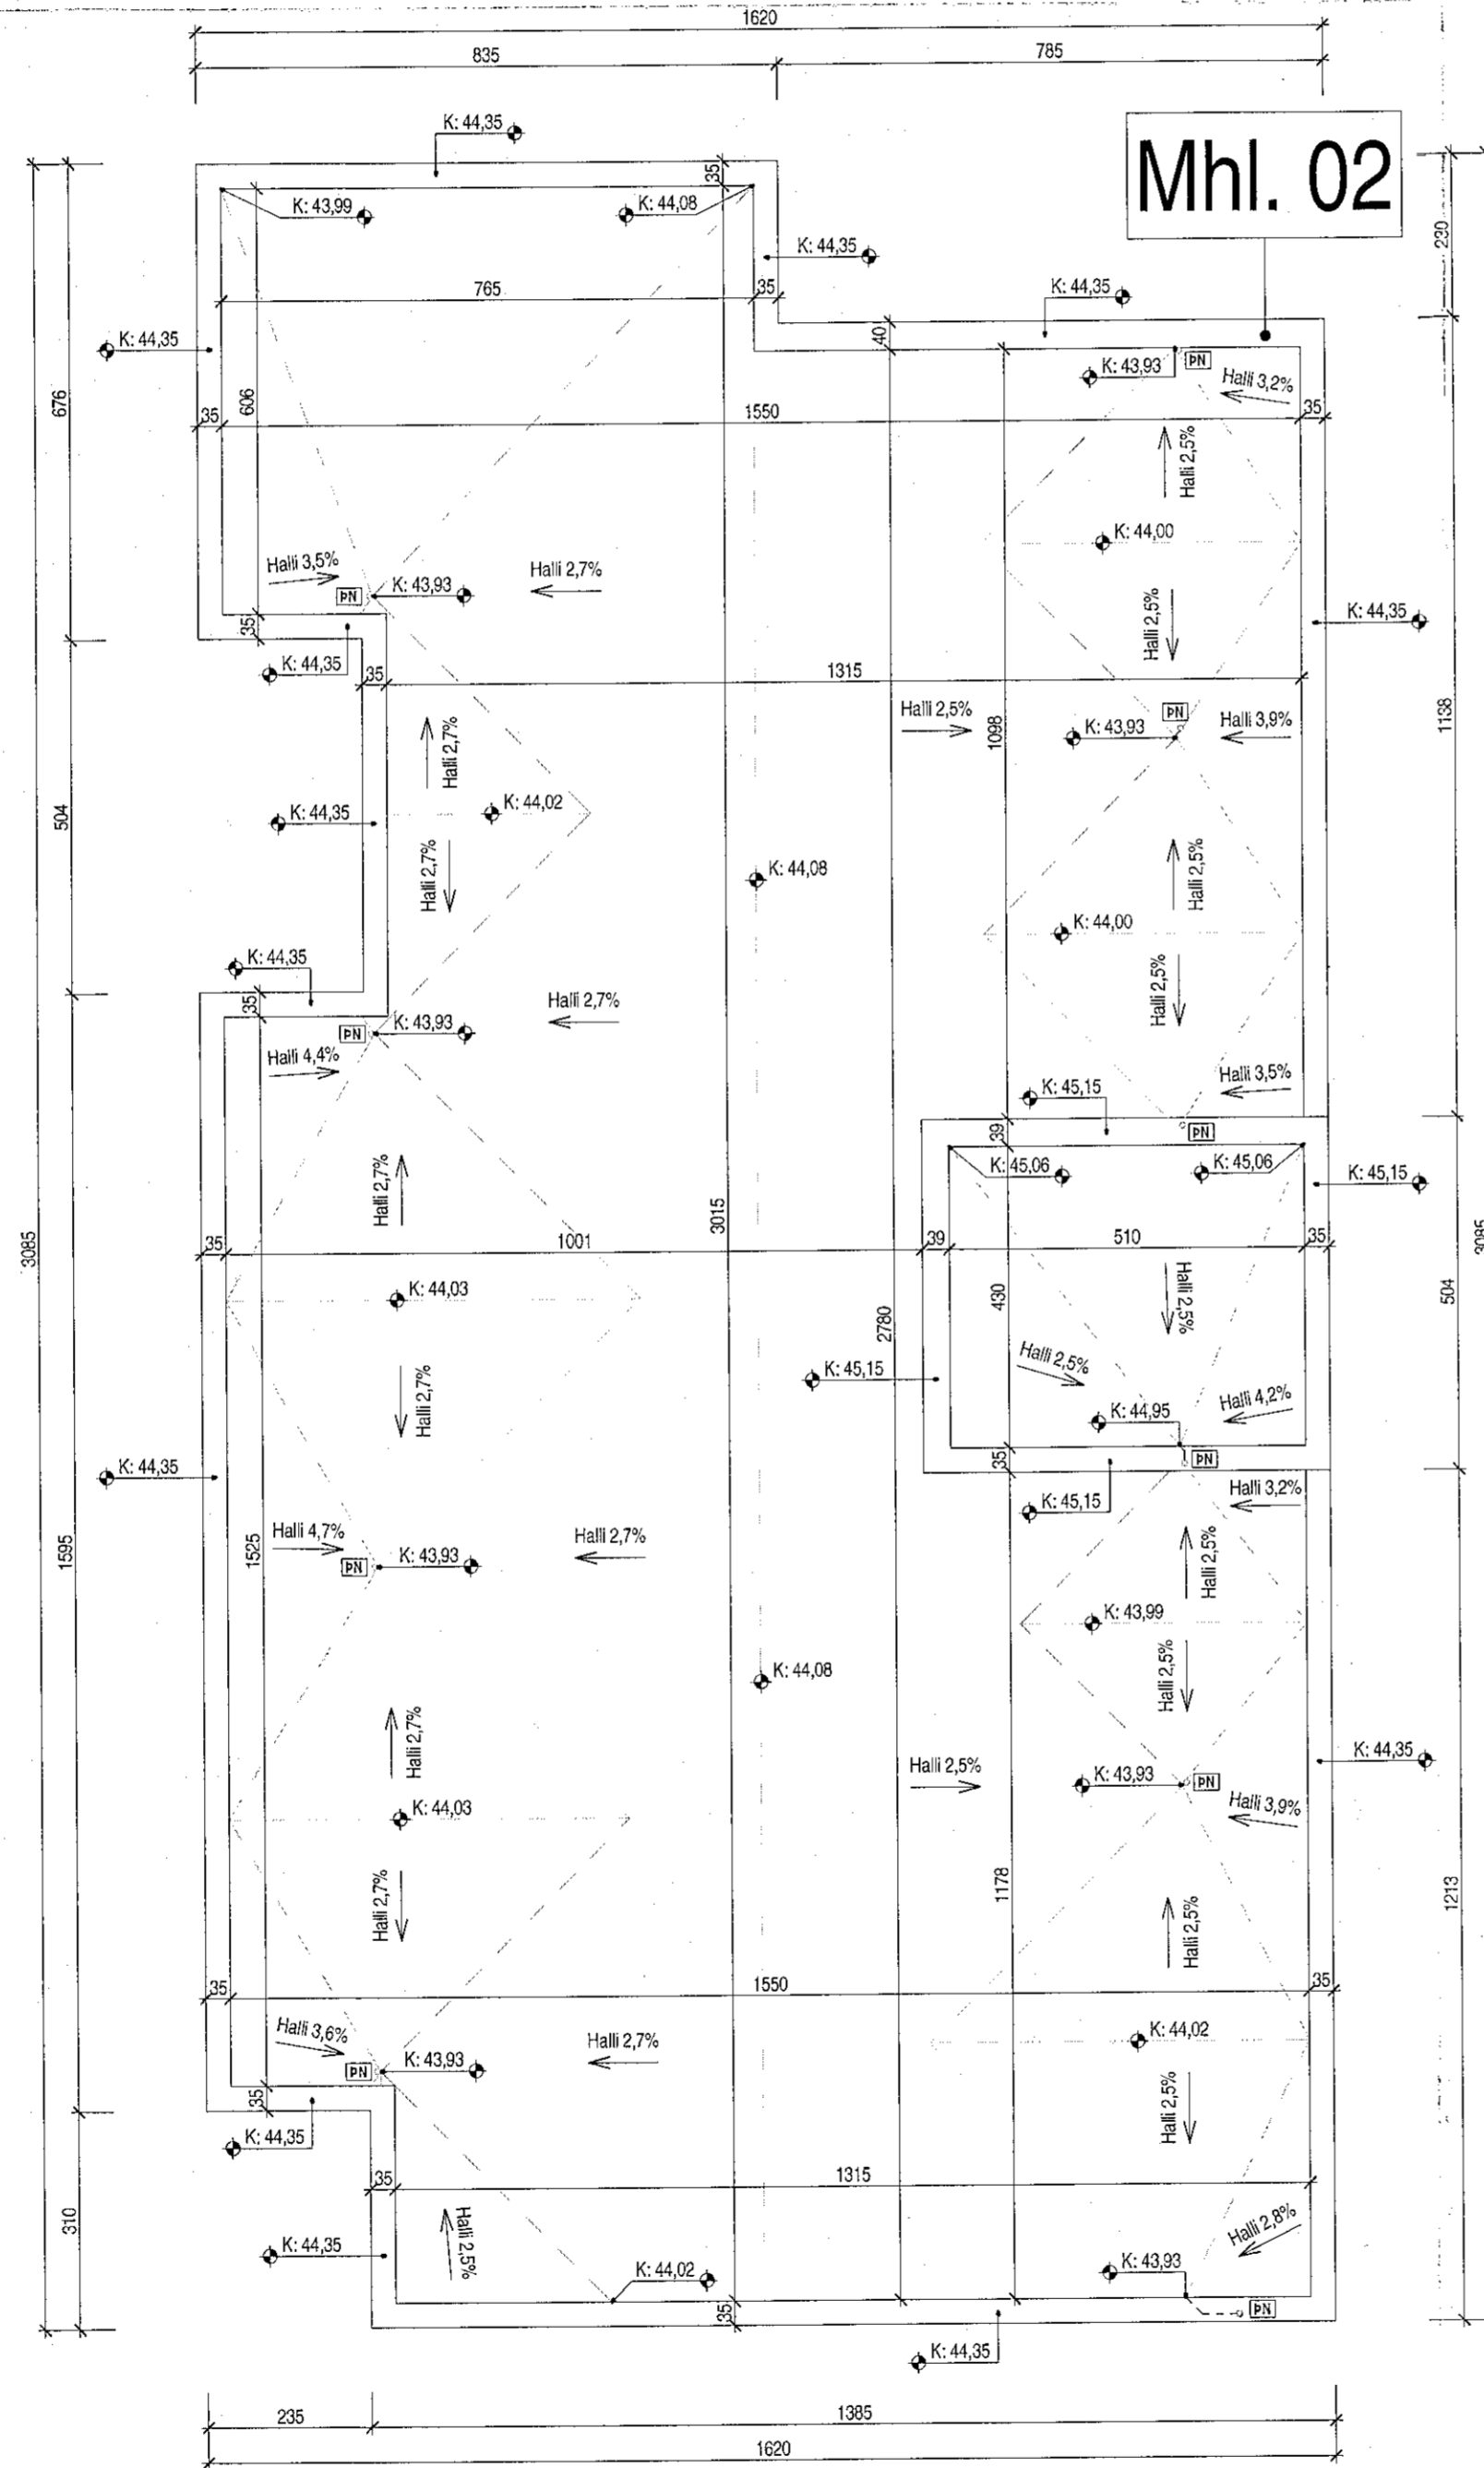 1620
835
785
K: 44,35
Mhl. 02
35
K: 43,99
K: 44,08
K: 44,35
230
765
35
K: 44,35
40
K: 44,35
K: 43,93
ÞN
Halli 3,2%
676
606
35
1550
35
Halli 2,5%
K: 44,00
Halli 3,5%
ÞN
K: 43,93
Halli 2,7%
Halli 2,5%
K: 44,35
35
K: 44,35
35
1315
Halli 2,5%
1098
ÞN
K: 43,93
Halli 3,9%
1138
Halli 2,7%
K: 44,02
504
K: 44,35
Halli 2,7%
K: 44,08
Halli 2,5%
K: 44,00
K: 44,35
35
Halli 2,5%
ÞN
K: 43,93
Halli 2,7%
Halli 4,4%
K: 45,15
Halli 3,5%
39
ÞN
K: 45,06
K: 45,06
K: 45,15
Halli 2,7%
3015
3085
3085
35
1001
39
510
35
K: 44,03
430
Halli 2,5%
504
2780
Halli 2,5%
K: 45,15
Halli 2,7%
K: 44,95
Halli 4,2%
K: 44,35
35
ÞN
Halli 3,2%
K: 45,15
1595
1525
Halli 4,7%
ÞN
K: 43,93
Halli 2,7%
Halli 2,5%
K: 43,99
Halli 2,5%
K: 44,08
Halli 2,7%
Halli 2,5%
K: 43,93
ÞN
K: 44,35
Halli 3,9%
K: 44,03
1178
1213
Halli 2,7%
Halli 2,5%
35
1550
35
Halli 3,6%
ÞN
K: 43,93
Halli 2,7%
K: 44,02
35
K: 44,35
Halli 2,5%
35
1315
310
Halli 2,5%
Halli 2,8%
K: 44,35
K: 44,02
K: 43,93
35
ÞN
K: 44,35
235
1385
1620